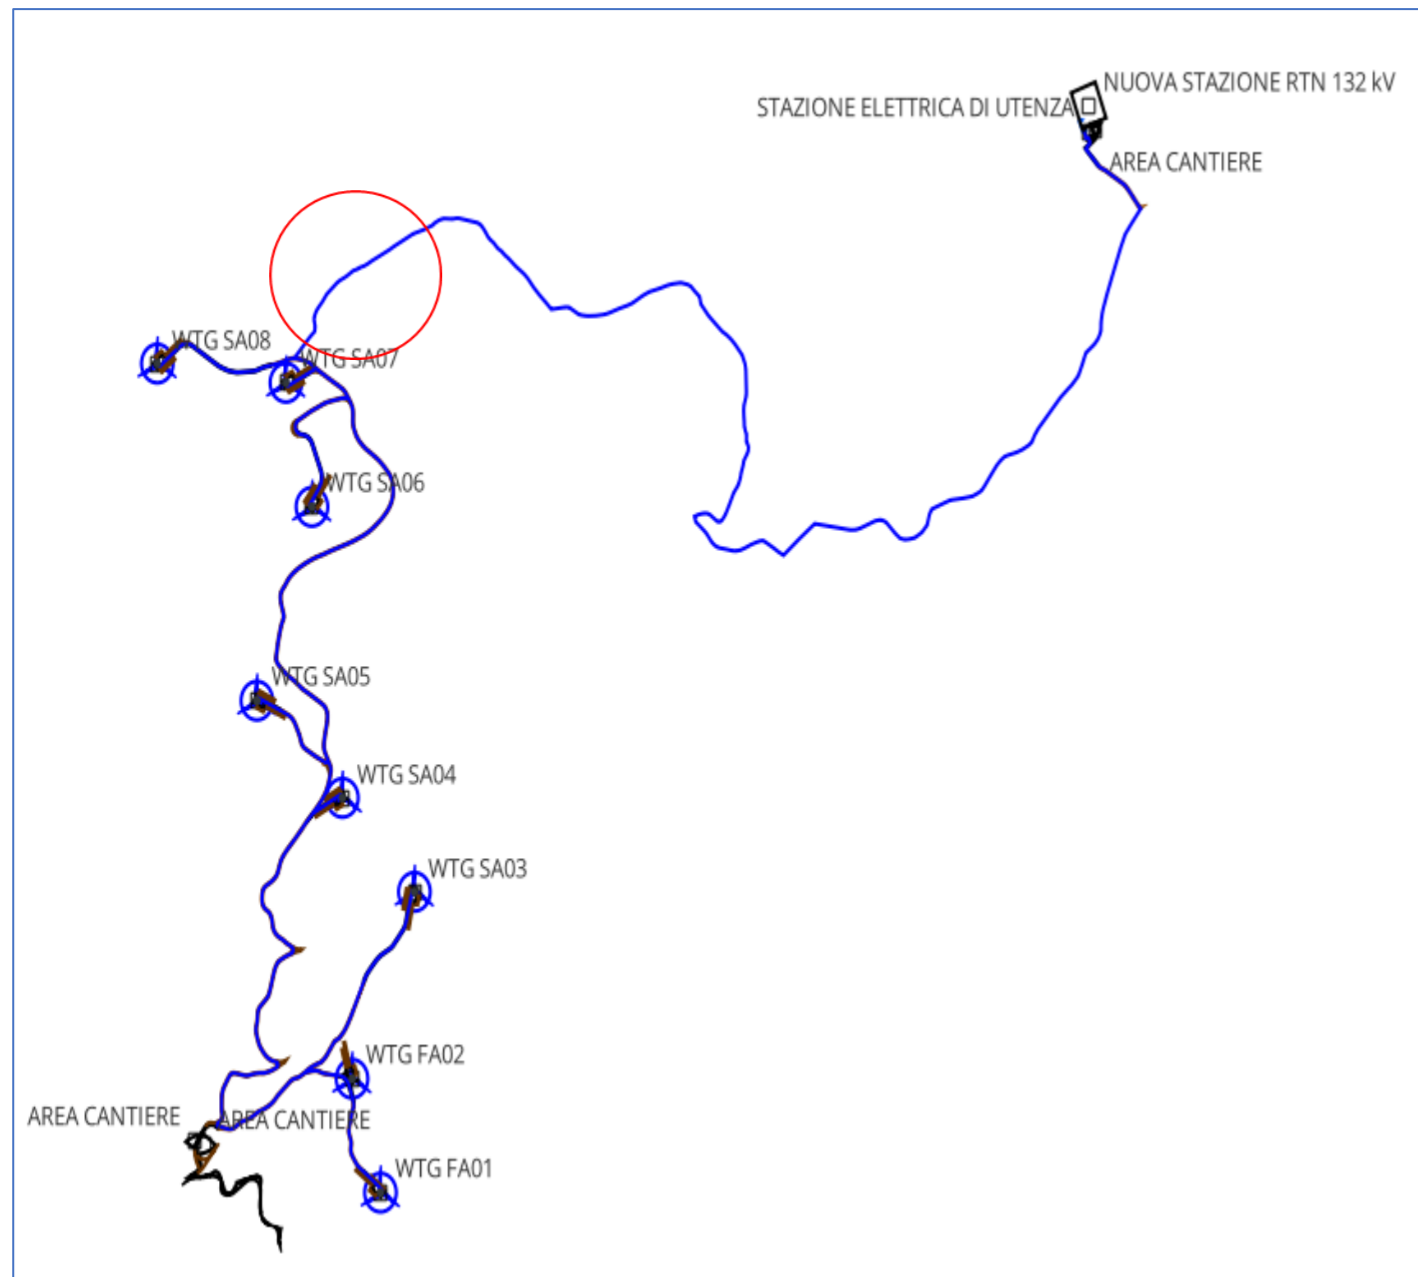 NUOVA STAZIONE RTN 132 kV
STAZIONE ELETTRICA DI UTENZA
AREA CANTIERE
WTG SA08
WTG SA07
WTG SA06
WTG SA05
WTG SA04
WTG SA03
WTG FA02
AREA CANTIERE
AREA CANTIERE
WTG FA01